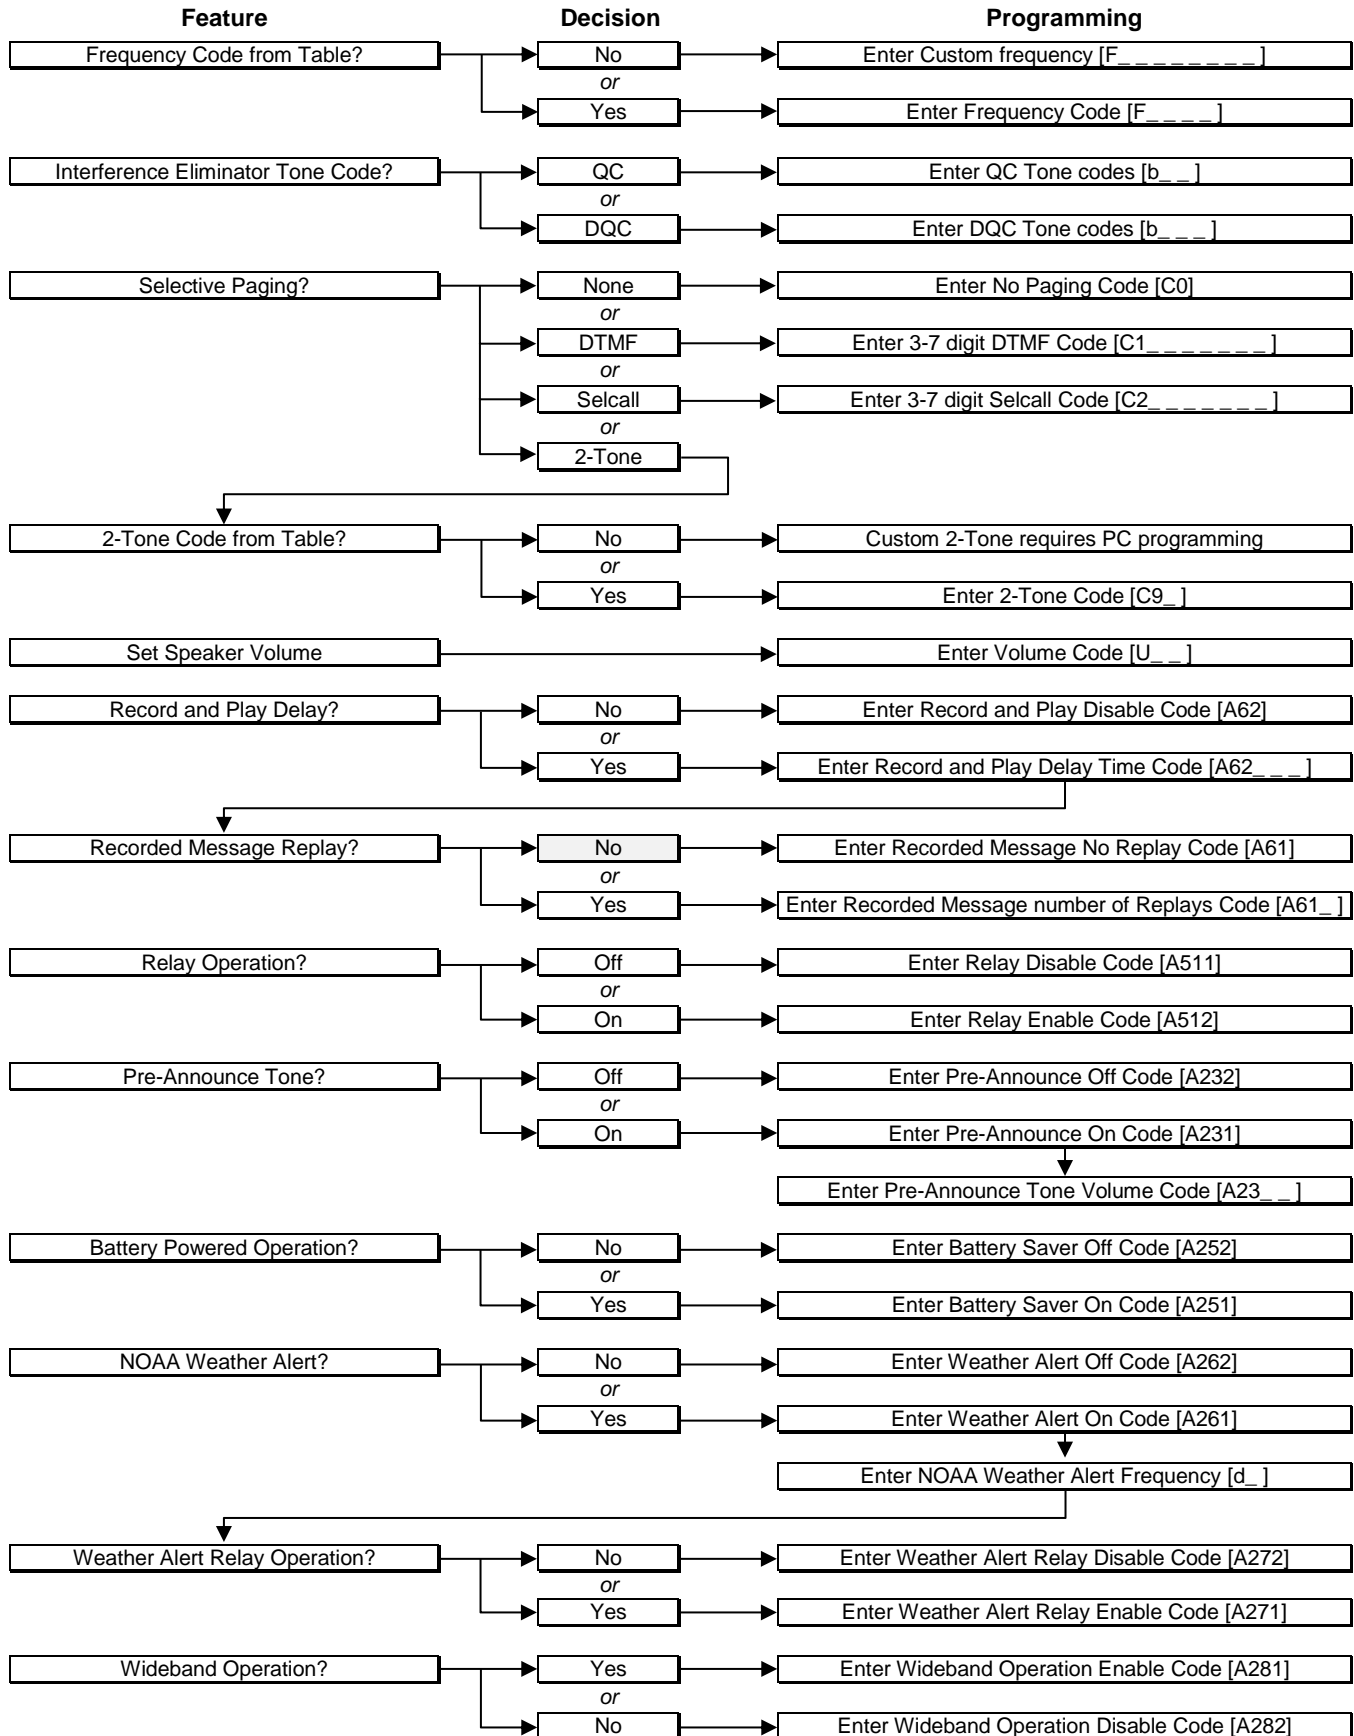 Feature Decision Programming
Frequency Code from Table? No Enter Custom frequency [F_ _ _ _ _ _ _ _ ]
or
Yes Enter Frequency Code [F_ _ _ _ ]
Interference Eliminator Tone Code? QC Enter QC Tone codes [b_ _ ]
or
DQC Enter DQC Tone codes [b_ _ _ ]
Selective Paging? None Enter No Paging Code [C0]
or
DTMF Enter 3-7 digit DTMF Code [C1_ _ _ _ _ _ _ ]
or
Selcall Enter 3-7 digit Selcall Code [C2_ _ _ _ _ _ _ ]
or
2-Tone
2-Tone Code from Table? No Custom 2-Tone requires PC programming
or
Yes Enter 2-Tone Code [C9_ ]
Set Speaker Volume Enter Volume Code [U_ _ ]
Record and Play Delay? No Enter Record and Play Disable Code [A62]
or
Yes Enter Record and Play Delay Time Code [A62_ _ _ ]
Recorded Message Replay? No Enter Recorded Message No Replay Code [A61]
or
Yes Enter Recorded Message number of Replays Code [A61_ ]
Relay Operation? Off Enter Relay Disable Code [A511]
or
On Enter Relay Enable Code [A512]
Pre-Announce Tone? Off Enter Pre-Announce Off Code [A232]
or
On Enter Pre-Announce On Code [A231]
Enter Pre-Announce Tone Volume Code [A23_ _ ]
Battery Powered Operation? No Enter Battery Saver Off Code [A252]
or
Yes Enter Battery Saver On Code [A251]
NOAA Weather Alert? No Enter Weather Alert Off Code [A262]
or
Yes Enter Weather Alert On Code [A261]
Enter NOAA Weather Alert Frequency [d_ ]
Weather Alert Relay Operation? No Enter Weather Alert Relay Disable Code [A272]
or
Yes Enter Weather Alert Relay Enable Code [A271]
Wideband Operation? Yes Enter Wideband Operation Enable Code [A281]
or
No Enter Wideband Operation Disable Code [A282]